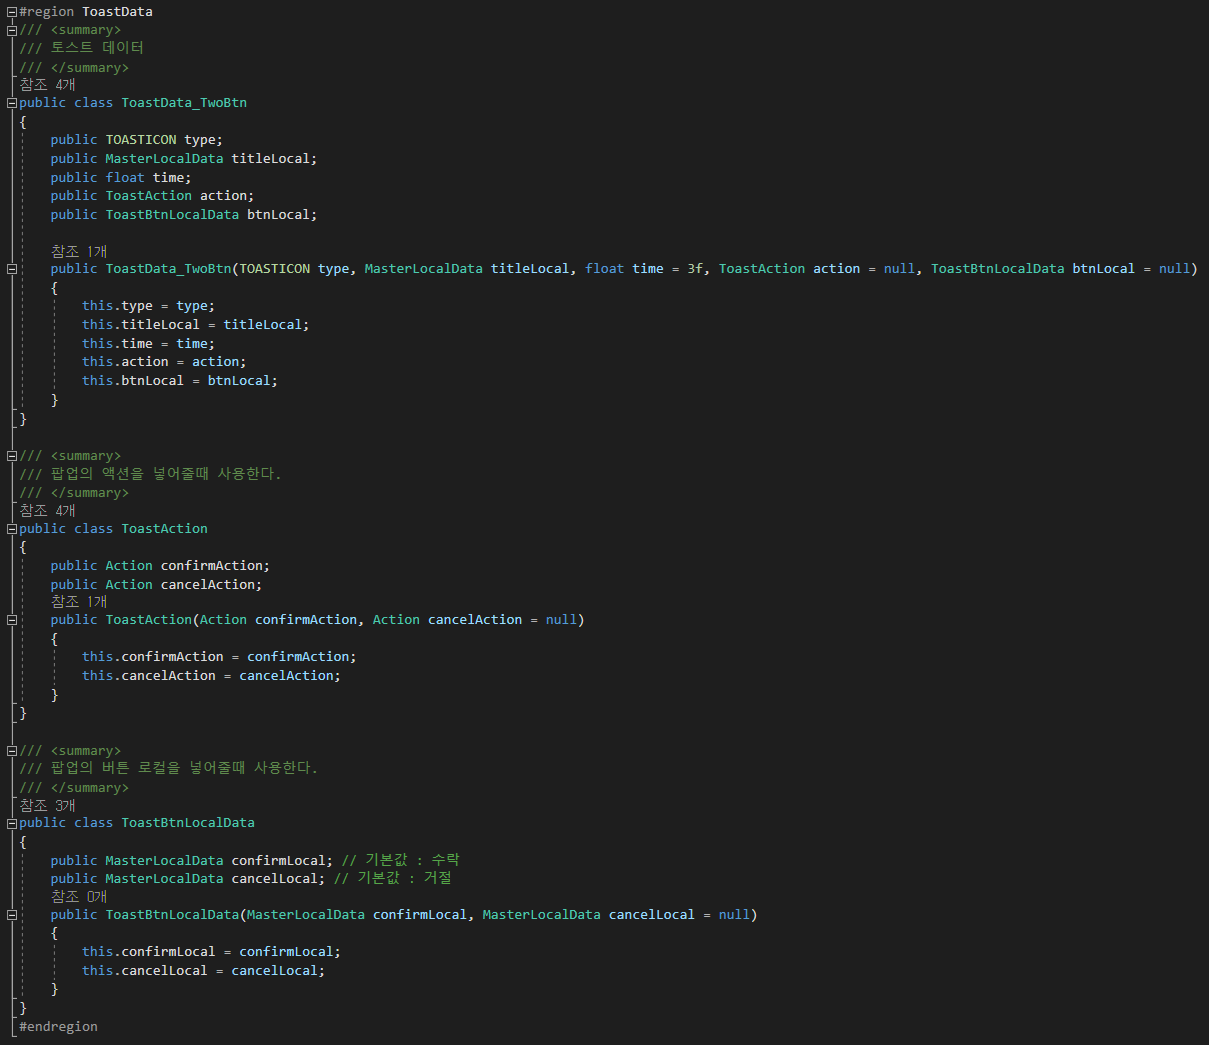 #region ToastData
/// <summary>
/// 토스트 데이터
/// </summary>
참조 4개
public class ToastData_TwoBtn
{
    public TOASTICON type;
    public MasterLocalData titleLocal;
    public float time;
    public ToastAction action;
    public ToastBtnLocalData btnLocal;

    참조 1개
    public ToastData_TwoBtn(TOASTICON type, MasterLocalData titleLocal, float time = 3f, ToastAction action = null, ToastBtnLocalData btnLocal = null)
    {
        this.type = type;
        this.titleLocal = titleLocal;
        this.time = time;
        this.action = action;
        this.btnLocal = btnLocal;
    }
}

/// <summary>
/// 팝업의 액션을 넣어줄때 사용한다.
/// </summary>
참조 4개
public class ToastAction
{
    public Action confirmAction;
    public Action cancelAction;
    참조 1개
    public ToastAction(Action confirmAction, Action cancelAction = null)
    {
        this.confirmAction = confirmAction;
        this.cancelAction = cancelAction;
    }
}

/// <summary>
/// 팝업의 버튼 로컬을 넣어줄때 사용한다.
/// </summary>
참조 3개
public class ToastBtnLocalData
{
    public MasterLocalData confirmLocal; // 기본값 : 수락
    public MasterLocalData cancelLocal; // 기본값 : 거절
    참조 0개
    public ToastBtnLocalData(MasterLocalData confirmLocal, MasterLocalData cancelLocal = null)
    {
        this.confirmLocal = confirmLocal;
        this.cancelLocal = cancelLocal;
    }
}
#endregion